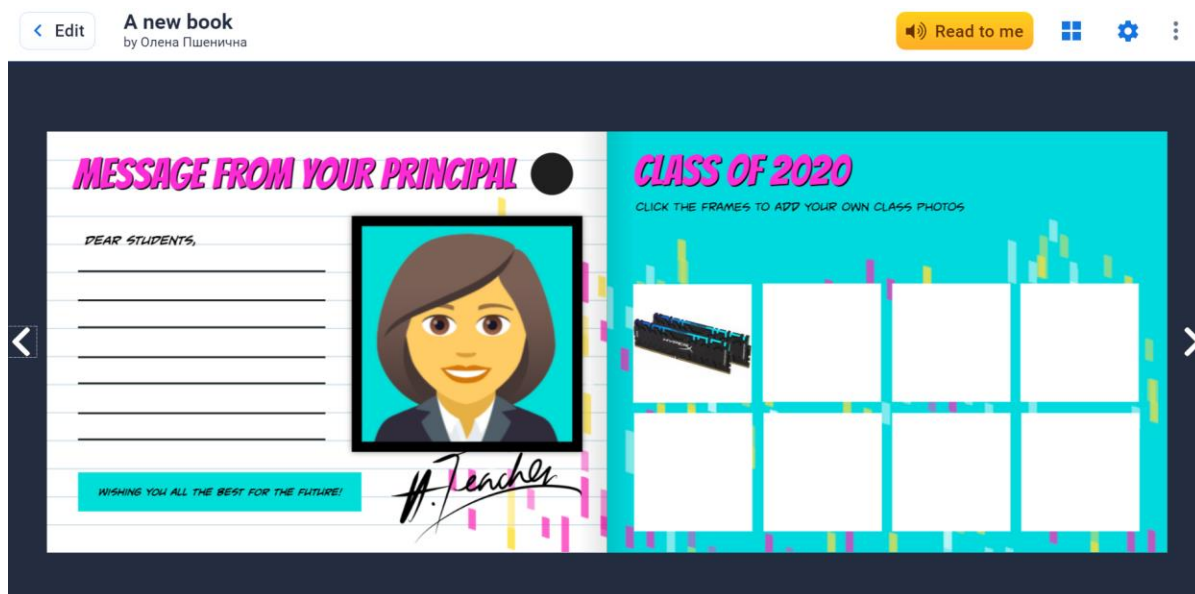 Edit
A new book
by Олена Пшенична
Read to me
MESSAGE FROM YOUR PRINCIPAL
DEAR STUDENTS,
WISHING YOU ALL THE BEST FOR THE FUTURE!
A.Teacher
CLASS OF 2020
CLICK THE FRAMES TO ADD YOUR OWN CLASS PHOTOS
HYPERX